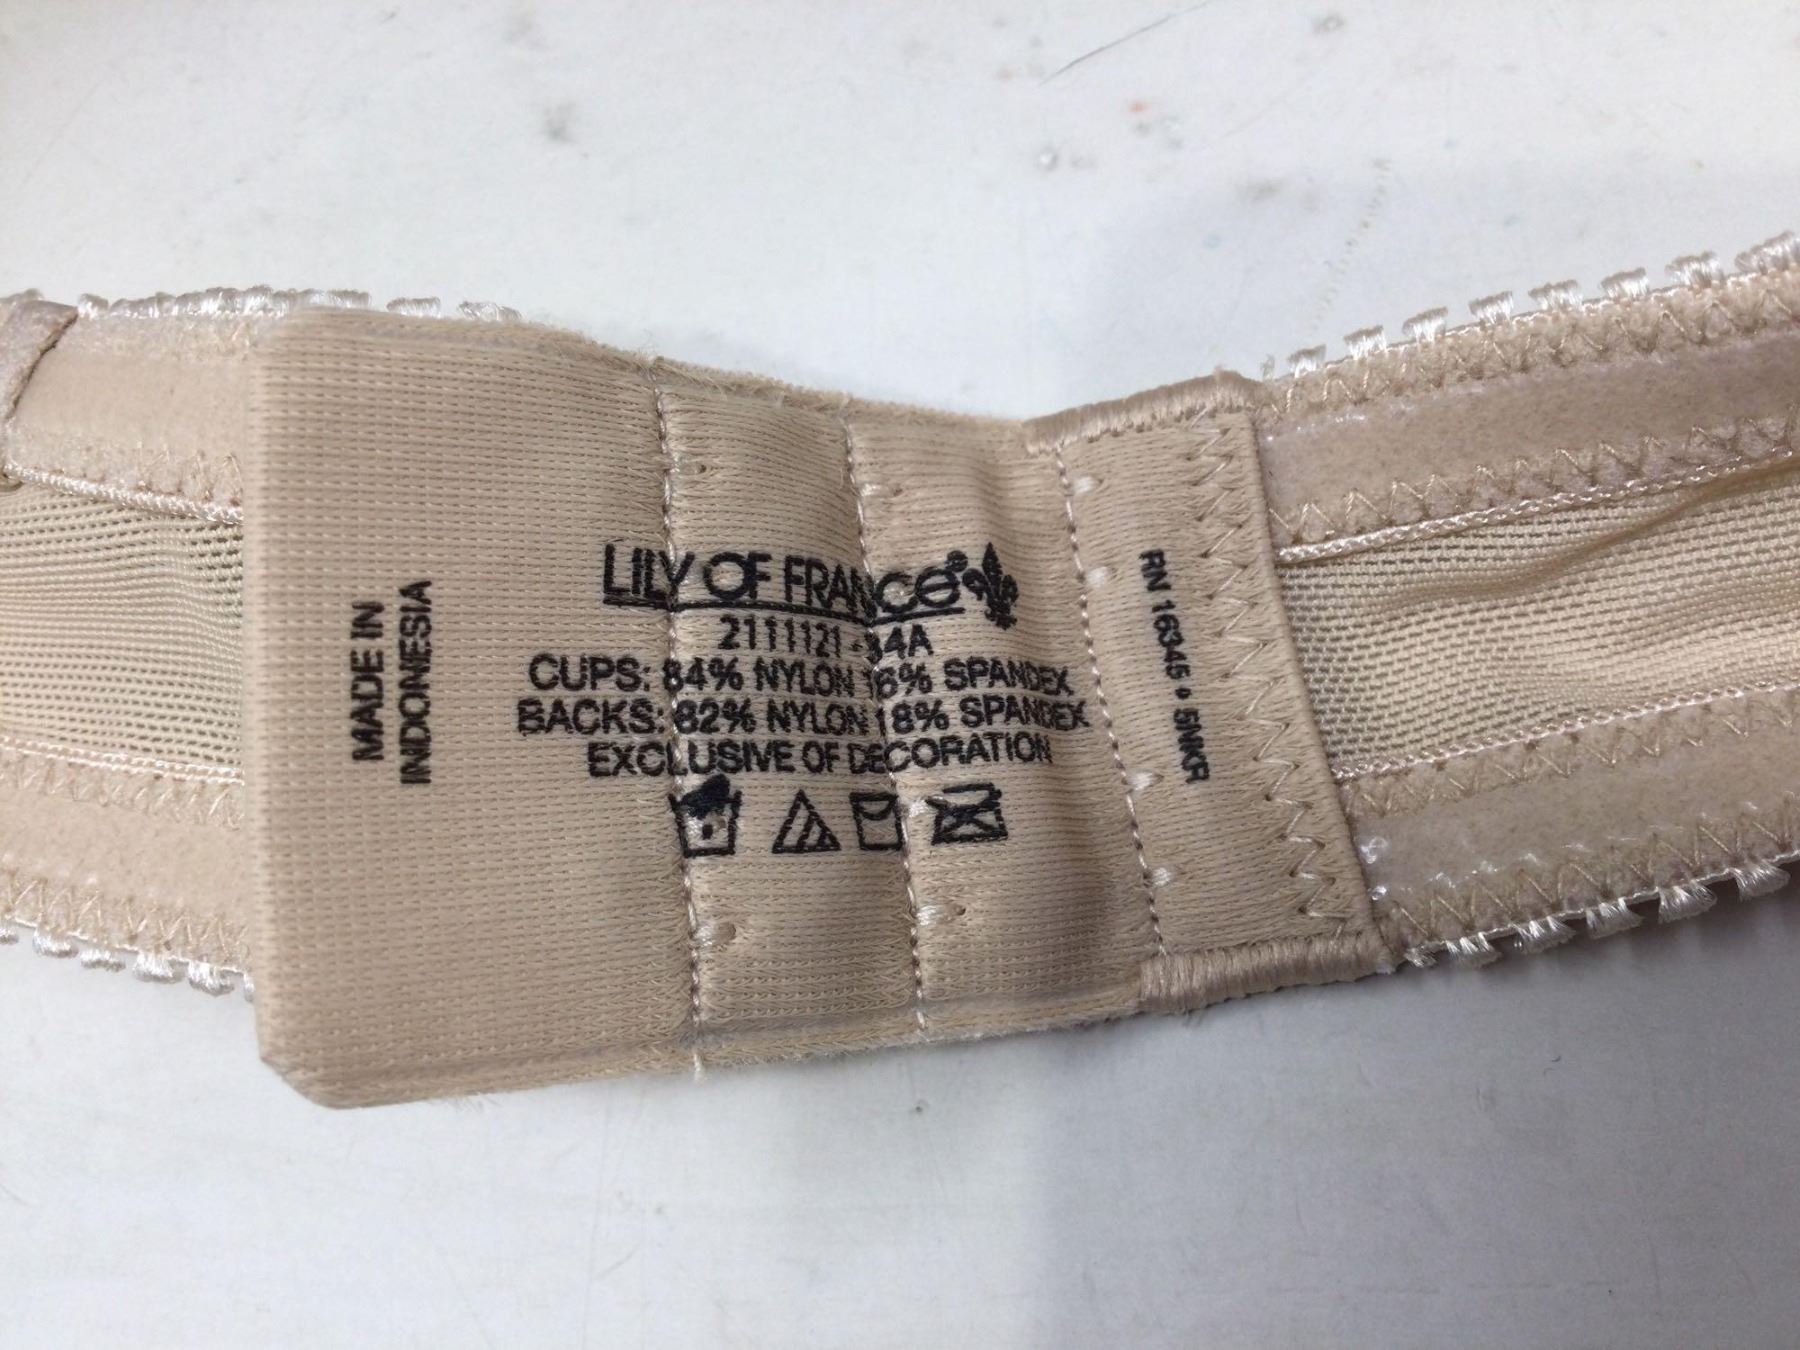 MADE IN
INDONESIA
LILY OF FRANCE®
2111121-34A
CUPS: 84% NYLON 16% SPANDEX
BACKS: 82% NYLON 18% SPANDEX
EXCLUSIVE OF DECORATION
RN 16345 • 5NKR